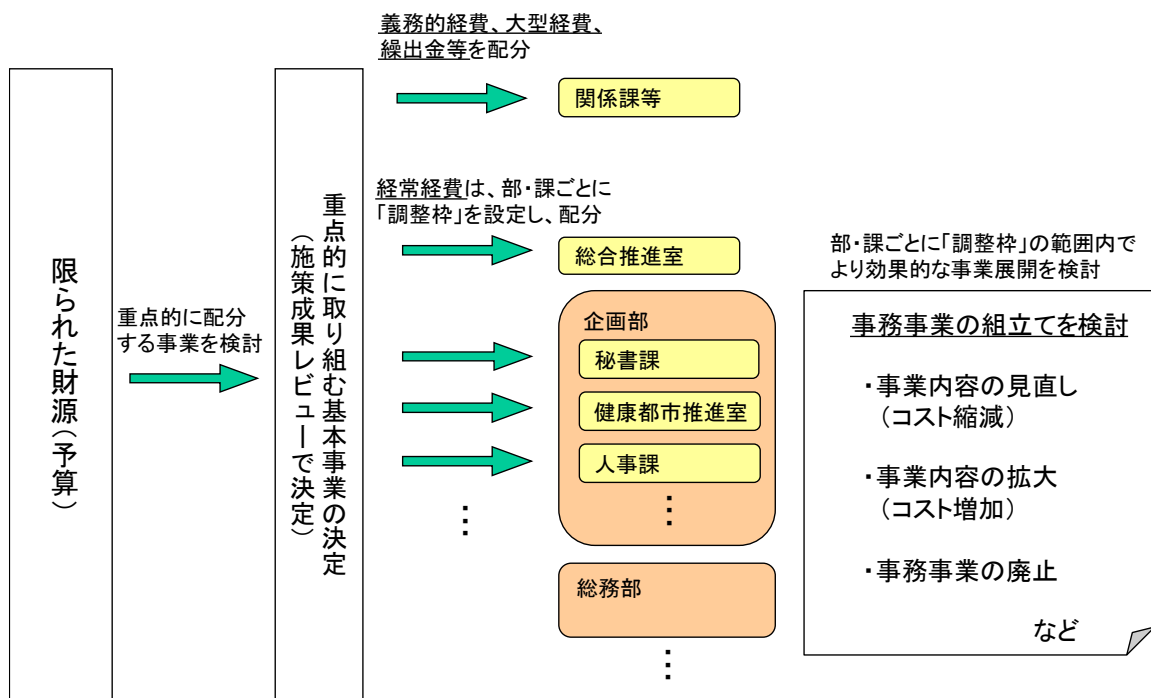 限られた財源（予算）
重点的に配分
する事業を検討
重点的に取り組む基本事業の決定
（施策成果レビューで決定）
義務的経費、大型経費、
繰出金等を配分
関係課等
経常経費は、部・課ごとに
「調整枠」を設定し、配分
総合推進室
企画部
秘書課
健康都市推進室
人事課
⋮
⋮
総務部
⋮
部・課ごとに「調整枠」の範囲内で
より効果的な事業展開を検討
事務事業の組立てを検討
・事業内容の見直し
（コスト縮減）
・事業内容の拡大
（コスト増加）
・事務事業の廃止
など